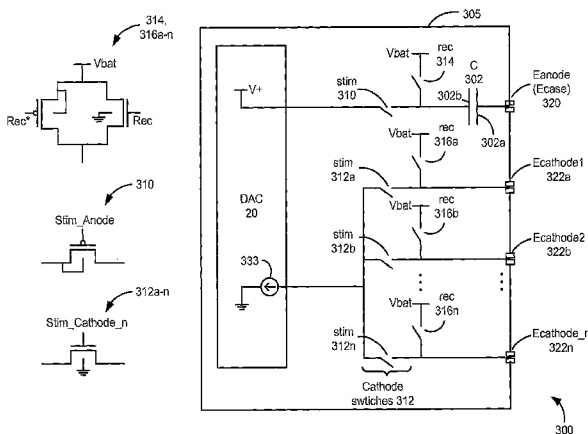 314,
316a-n
Vbat
Rec*
Rec
310
Stim_Anode
312a-n
Stim_Cathode_n
305
V+
DAC
20
333
stim
310
Vbat
rec
314
C
302
302b
302a
Eanode
(Ecase)
320
Vbat
rec
316a
stim
312a
Ecathode1
322a
Vbat
rec
316b
stim
312b
Ecathode2
322b
Vbat
rec
316n
stim
312n
Ecathode_n
322n
Cathode
swtiches 312
300